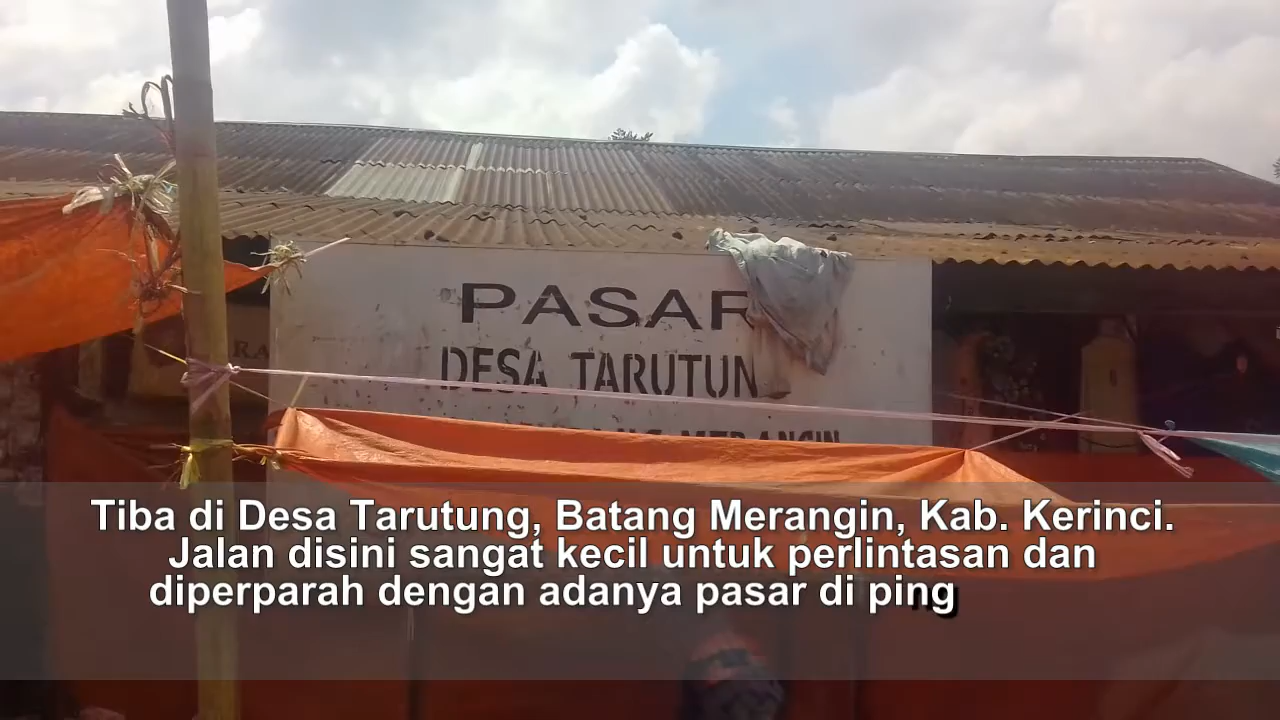 PASAR
DESA TARUTUN
MERANGIN
Tiba di Desa Tarutung, Batang Merangin, Kab. Kerinci.
Jalan disini sangat kecil untuk perlintasan dan
diperparah dengan adanya pasar di ping